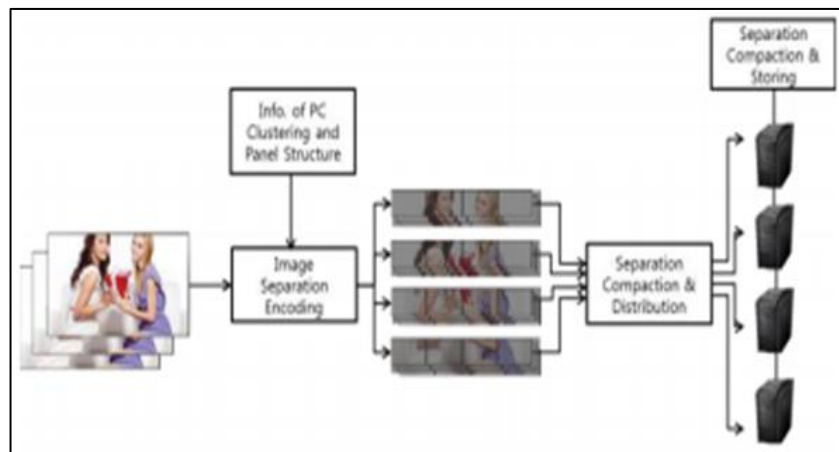 Info. of PC
Clustering and
Panel Structure
Image
Separation
Encoding
Separation
Compaction &
Distribution
Separation
Compaction &
Storing